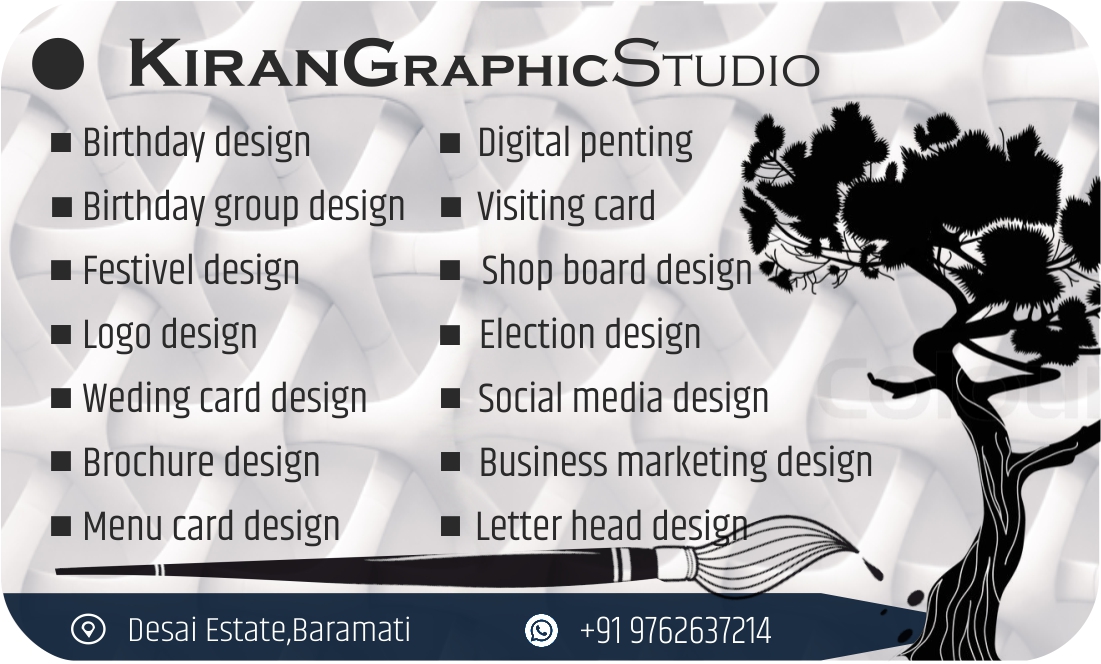 KIRANGRAPHICSTUDIO
Birthday design
Birthday group design
Festivel design
Logo design
Weding card design
Brochure design
Menu card design
Digital penting
Visiting card
Shop board design
Election design
Social media design
Business marketing design
Letter head design
Desai Estate,Baramati
+91 9762637214